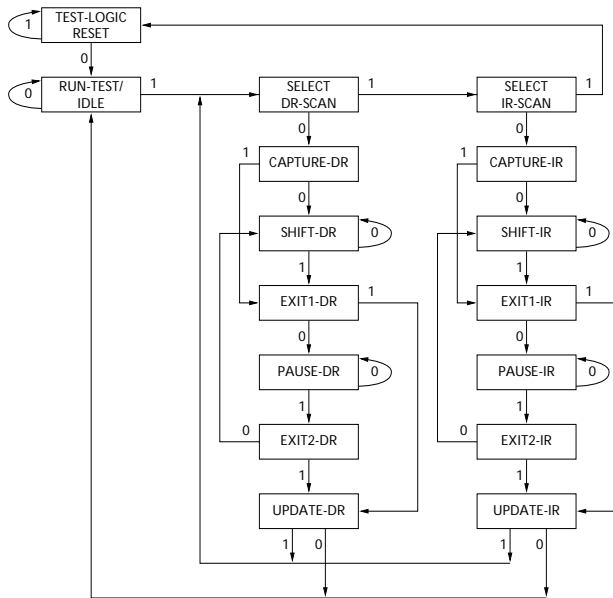 TEST-LOGIC
RESET
1
0
RUN-TEST/
IDLE
0
1
SELECT
DR-SCAN
1
SELECT
IR-SCAN
1
0
0
1
CAPTURE-DR
1
CAPTURE-IR
0
0
SHIFT-DR
0
SHIFT-IR
0
1
1
EXIT1-DR
1
EXIT1-IR
1
0
0
PAUSE-DR
0
PAUSE-IR
0
1
1
0
EXIT2-DR
0
EXIT2-IR
1
1
UPDATE-DR
UPDATE-IR
1
0
1
0